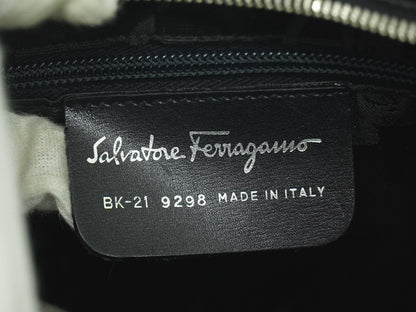 Salvatore Ferragamo
BK-21 9298 MADE IN ITALY